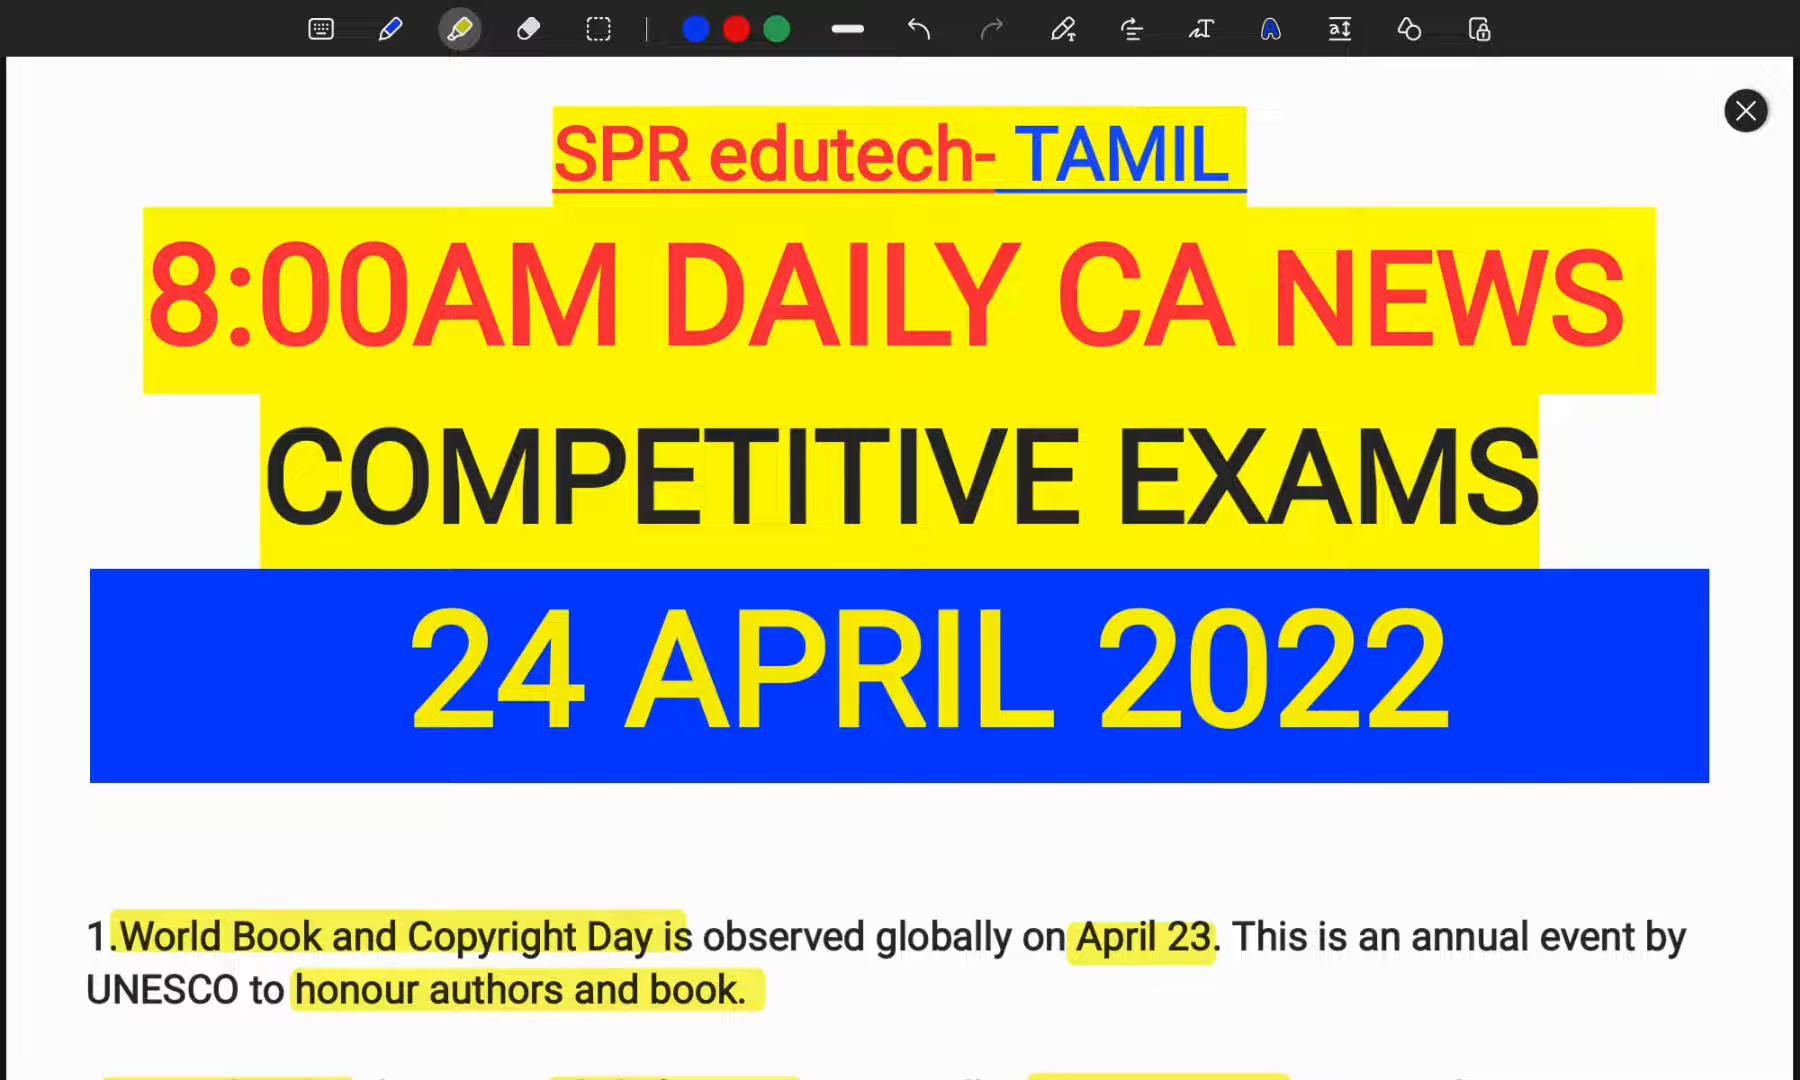 SPR edutech- TAMIL
8:00AM DAILY CA NEWS
COMPETITIVE EXAMS
24 APRIL 2022
1.World Book and Copyright Day is observed globally on April 23. This is an annual event by
UNESCO to honour authors and book.